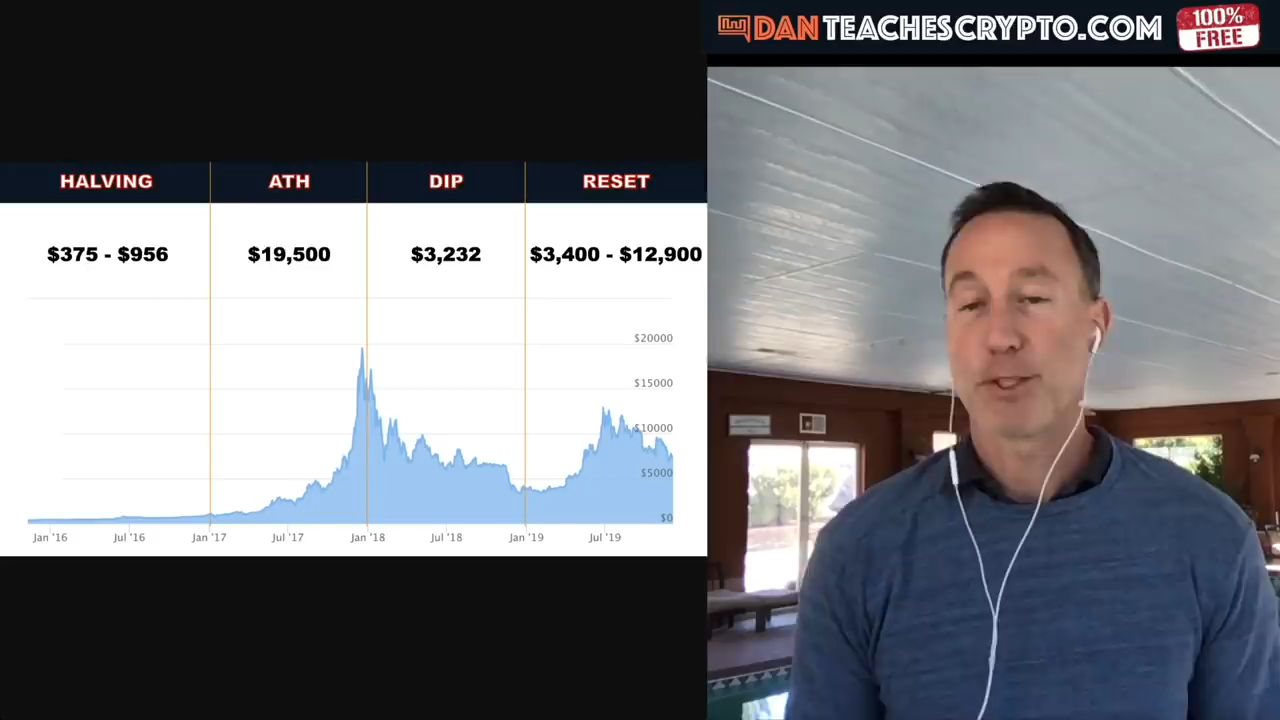 DANTEACHESCRYPTO.COM
100%
FREE
HALVING ATH DIP RESET
$375 - $956 $19,500 $3,232 $3,400 - $12,900
$20000
$15000
$10000
$5000
$0
Jan '16 Jul '16 Jan '17 Jul '17 Jan '18 Jul '18 Jan '19 Jul '19